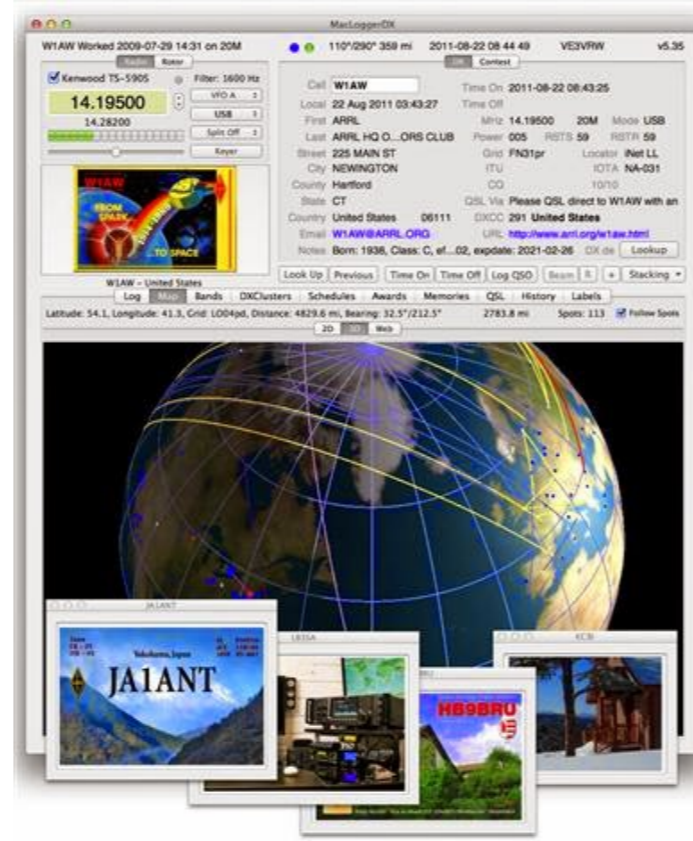 MacLoggerDX
W1AW Worked 2009-07-29 14:31 on 20M
110°/290° 359 mi 2011-08-22 08 44 49 VE3VRW v5.35
Radio Rotor
DX Contest
Kenwood TS-590S Filter: 1600 Hz
14.19500
14.28200
VFO A
USB
Split Off
Keyer
Call W1AW Time On 2011-08-22 08:43:25
Local 22 Aug 2011 03:43:27 Time Off
First ARRL MHz 14.19500 20M Mode USB
Last ARRL HQ O...ORS CLUB Power 005 RSTS 59 RSTR 59
Street 225 MAIN ST Grid FN31pr Locator iNet LL
City NEWINGTON ITU IOTA NA-031
County Hartford CQ 10/10
State CT QSL Via Please QSL direct to W1AW with an
Country United States 06111 DXCC 291 United States
Email W1AW@ARRL.ORG URL http://www.arrl.org/w1aw.html
Notes Born: 1938, Class: C, ef...02, expdate: 2021-02-26 DX de Lookup
W1AW
FROM SPARK...
...TO SPACE
W1AW - United States
Look Up Previous Time On Time Off Log QSO Beam R + Stacking
Log Map Bands DXClusters Schedules Awards Memories QSL History Labels
Latitude: 54.1, Longitude: 41.3, Grid: LO04pd, Distance: 4829.6 mi, Bearing: 32.5°/212.5° 2783.8 mi Spots: 113 Follow Spots
2D 3D Web
JA1ANT
Yokohama, Japan
JA1ANT
KC8I
HB9BRU